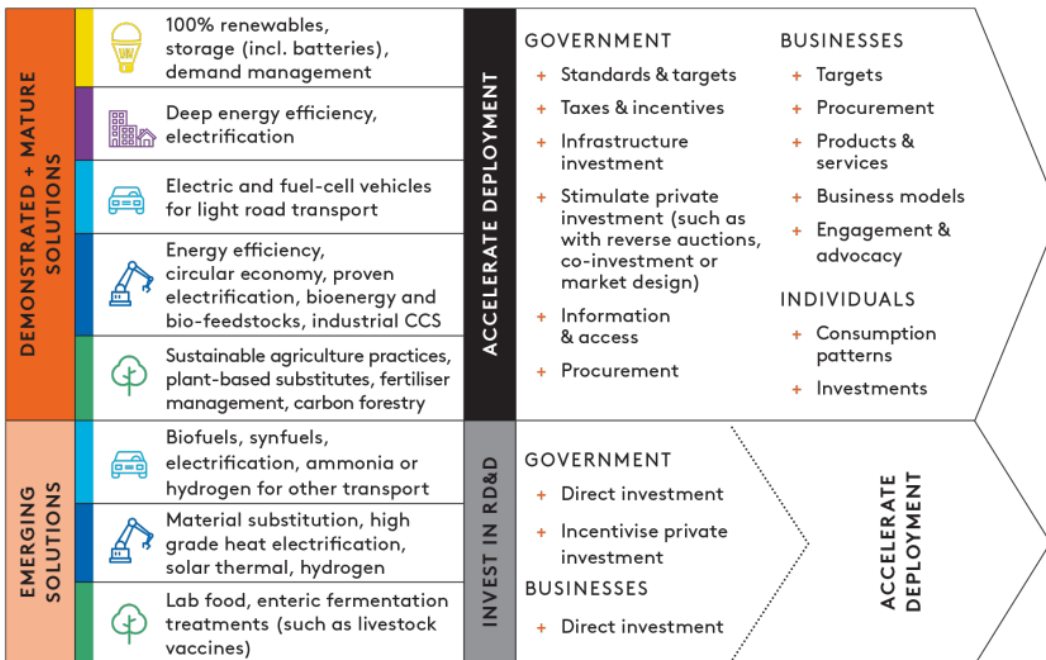 DEMONSTRATED + MATURE
SOLUTIONS
100% renewables,
storage (incl. batteries),
demand management
Deep energy efficiency,
electrification
Electric and fuel-cell vehicles
for light road transport
Energy efficiency,
circular economy, proven
electrification, bioenergy and
bio-feedstocks, industrial CCS
Sustainable agriculture practices,
plant-based substitutes, fertiliser
management, carbon forestry
ACCELERATE DEPLOYMENT
GOVERNMENT
+ Standards & targets
+ Taxes & incentives
+ Infrastructure
investment
+ Stimulate private
investment (such as
with reverse auctions,
co-investment or
market design)
+ Information
& access
+ Procurement
BUSINESSES
+ Targets
+ Procurement
+ Products &
services
+ Business models
+ Engagement &
advocacy
INDIVIDUALS
+ Consumption
patterns
+ Investments
EMERGING
SOLUTIONS
Biofuels, synfuels,
electrification, ammonia or
hydrogen for other transport
Material substitution, high
grade heat electrification,
solar thermal, hydrogen
Lab food, enteric fermentation
treatments (such as livestock
vaccines)
INVEST IN RD&D
GOVERNMENT
+ Direct investment
+ Incentivise private
investment
BUSINESSES
+ Direct investment
ACCELERATE
DEPLOYMENT